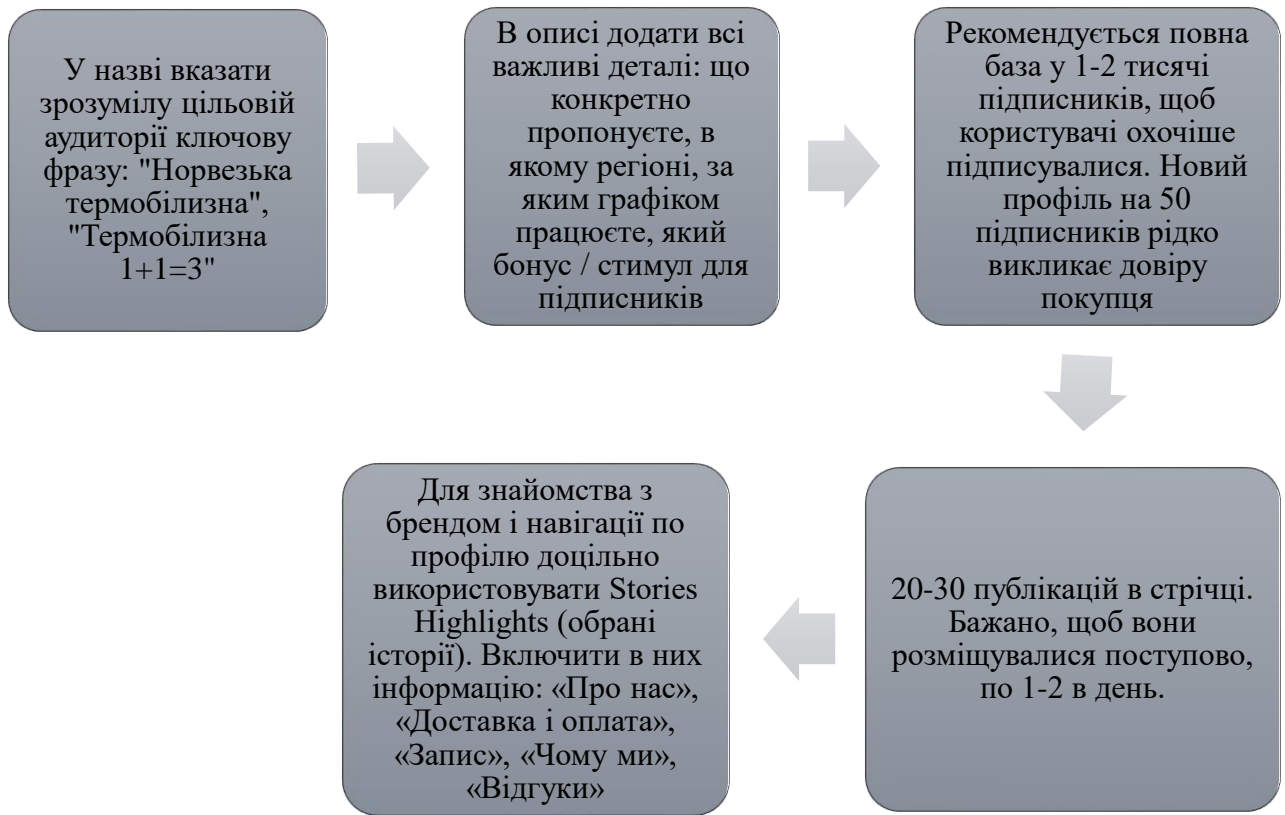 У назві вказати
зрозумілу цільовій
аудиторії ключову
фразу: "Норвезька
термобілизна",
"Термобілизна
1+1=3"
В описі додати всі
важливі деталі: що
конкретно
пропонуєте, в
якому регіоні, за
яким графіком
працюєте, який
бонус / стимул для
підписників
Рекомендується повна
база у 1-2 тисячі
підписників, щоб
користувачі охочіше
підписувалися. Новий
профіль на 50
підписників рідко
викликає довіру
покупця
20-30 публікацій в стрічці.
Бажано, щоб вони
розміщувалися поступово,
по 1-2 в день.
Для знайомства з
брендом і навігації по
профілю доцільно
використовувати Stories
Highlights (обрані
історії). Включити в них
інформацію: «Про нас»,
«Доставка і оплата»,
«Запис», «Чому ми»,
«Відгуки»